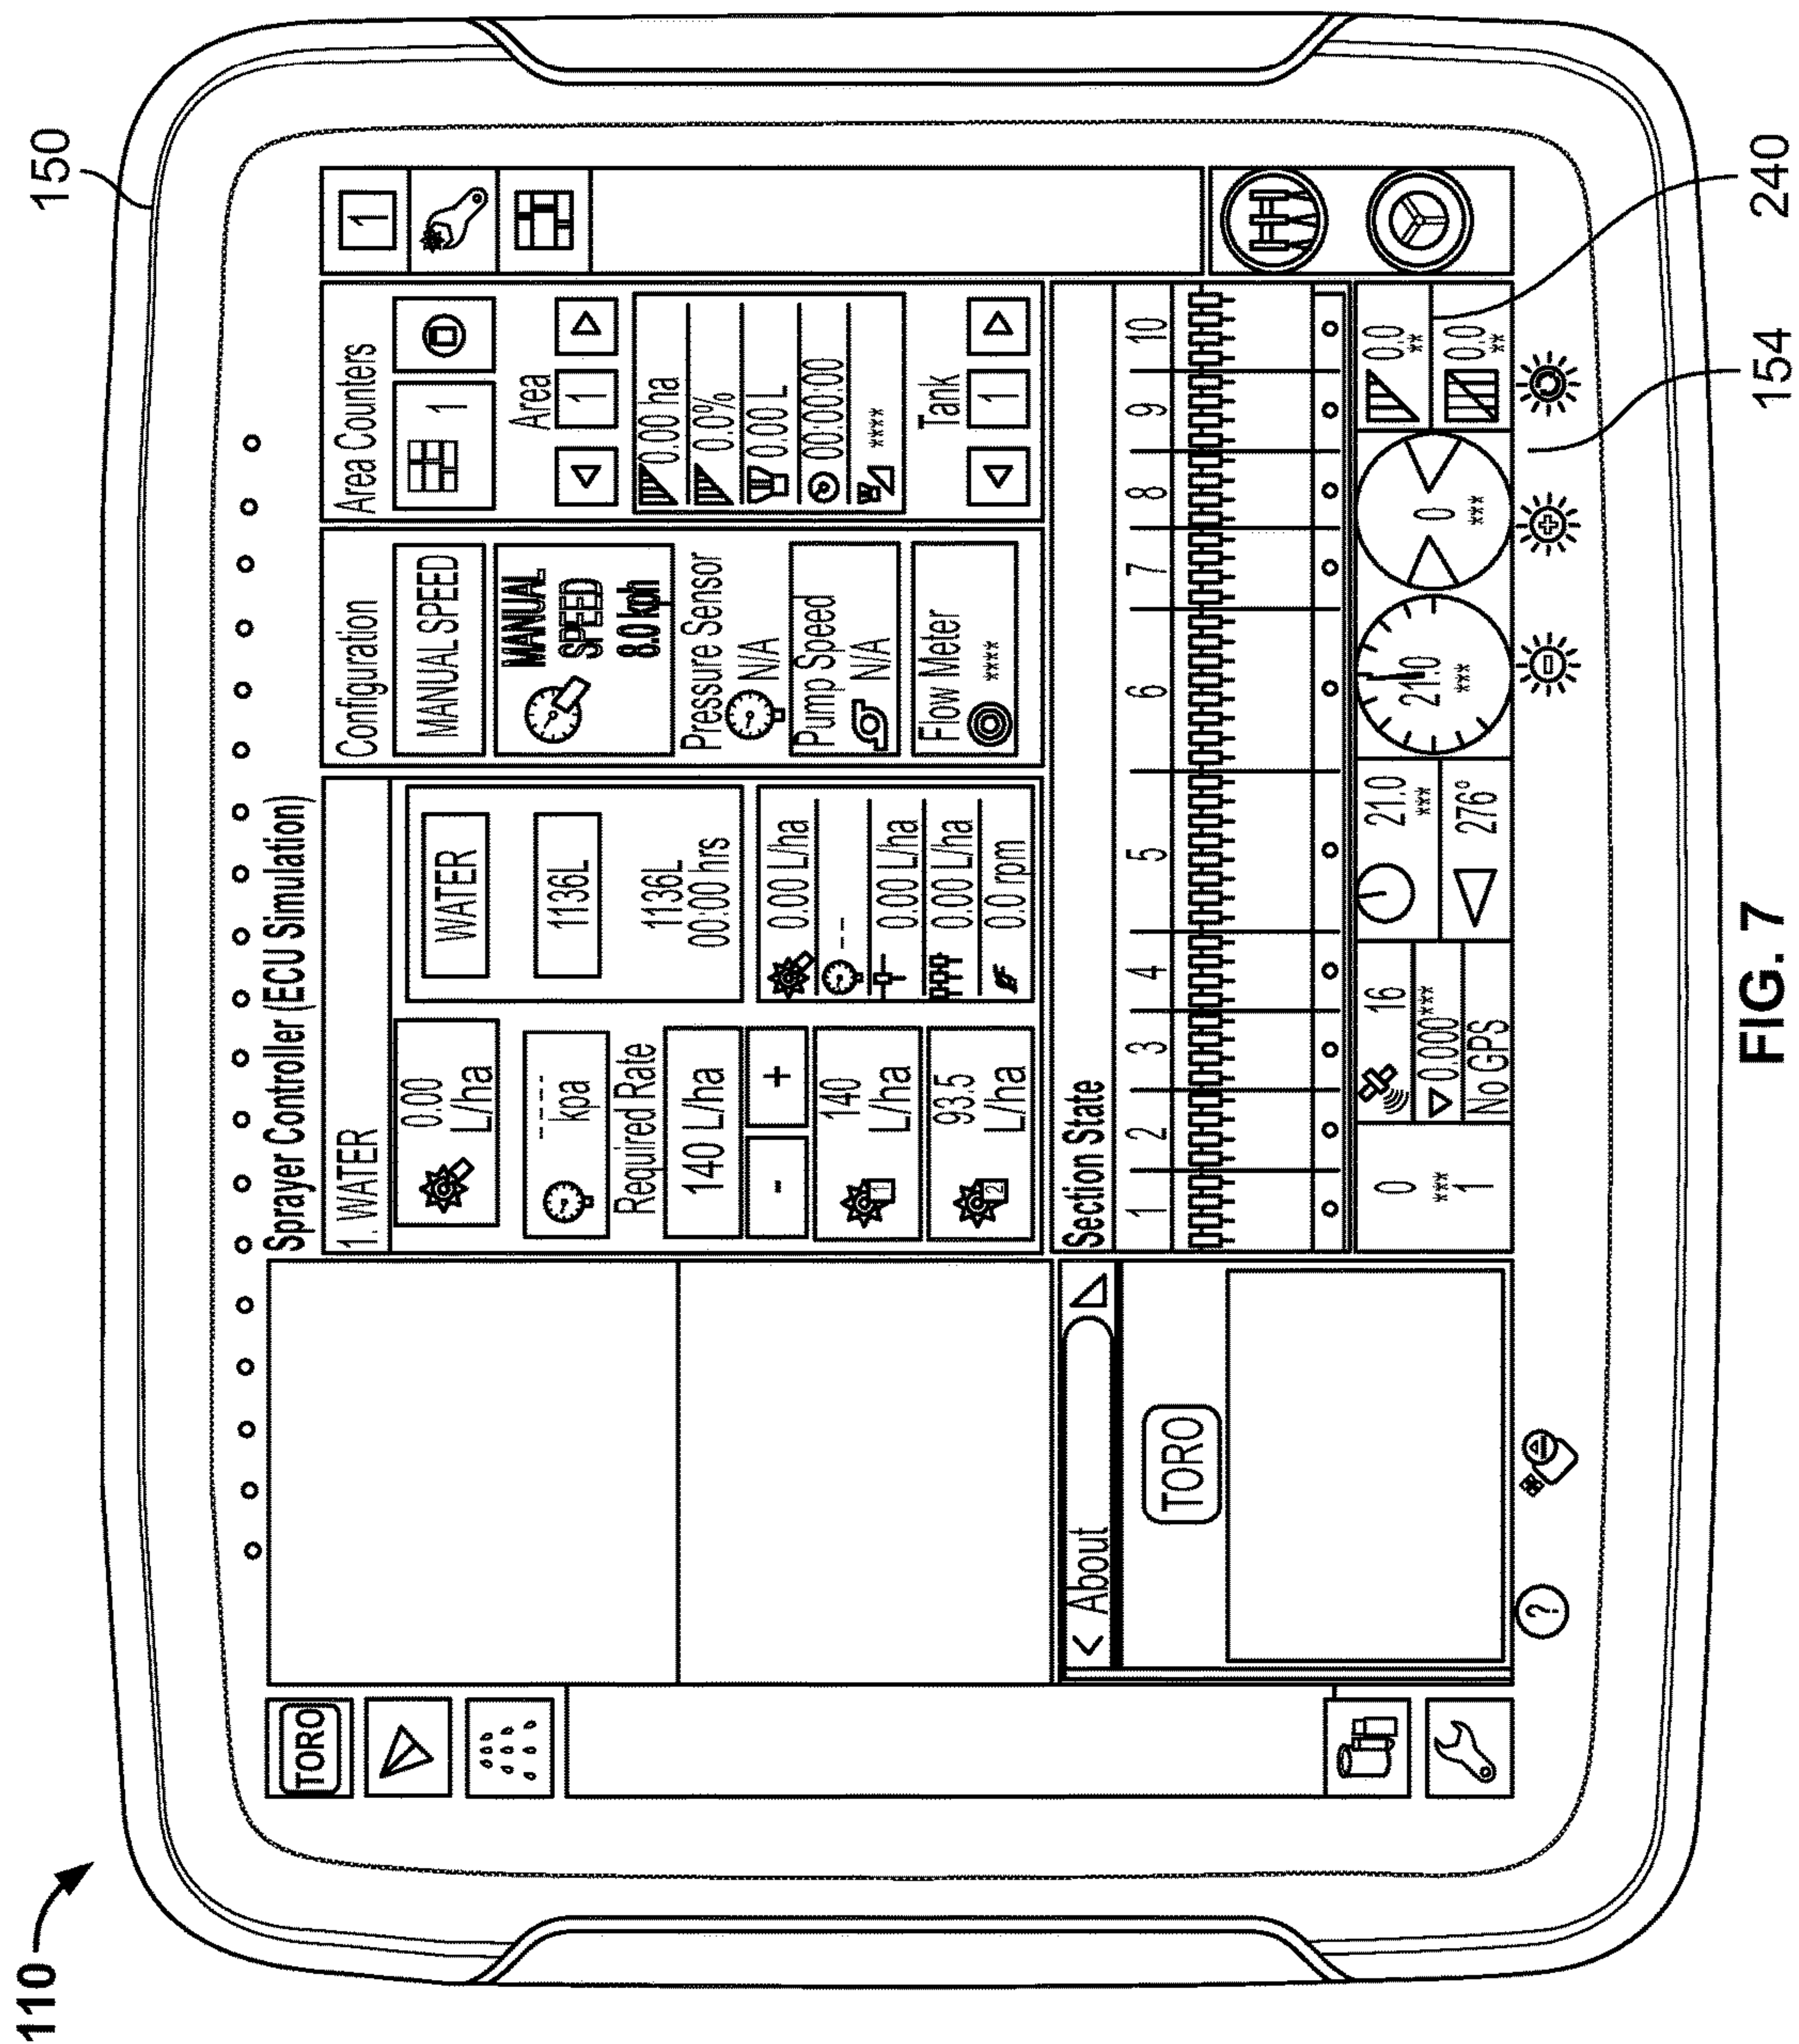 110
150
TORO
Sprayer Controller (ECU Simulation)
1. WATER
0.00
L/ha
----
kpa
Required Rate
140 L/ha
-
+
1
140
L/ha
2
93.5
L/ha
WATER
1136L
1136L
00:00 hrs
0.00 L/ha
--
0.00 L/ha
0.00 L/ha
0.0 rpm
Configuration
MANUAL SPEED
MANUAL
SPEED
8.0 kph
Pressure Sensor
N/A
Pump Speed
N/A
Flow Meter
****
Area Counters
1
Area
1
0.00 ha
0.0%
0.00 L
00:00:00
****
Tank
1
1
Section State
1 2 3 4 5 6 7 8 9 10
< About
TORO
0
***
1
16
0.000***
No GPS
21.0
***
276°
21.0
***
0
***
0.0
**
0.0
**
?
240
154
FIG. 7